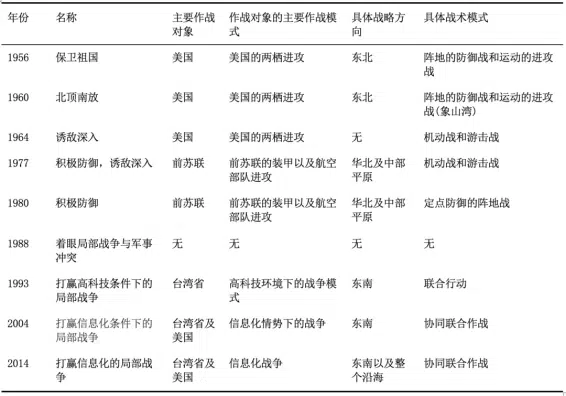 年份 名称 主要作战对象 作战对象的主要作战模式 具体战略方向 具体战术模式
1956 保卫祖国 美国 美国的两栖进攻 东北 阵地的防御战和运动的进攻战
1960 北顶南放 美国 美国的两栖进攻 东北 阵地的防御战和运动的进攻战(象山湾)
1964 诱敌深入 美国 美国的两栖进攻 无 机动战和游击战
1977 积极防御，诱敌深入 前苏联 前苏联的装甲以及航空部队进攻 华北及中部平原 机动战和游击战
1980 积极防御 前苏联 前苏联的装甲以及航空部队进攻 华北及中部平原 定点防御的阵地战
1988 着眼局部战争与军事冲突 无 无 无 无
1993 打赢高科技条件下的局部战争 台湾省 高科技环境下的战争模式 东南 联合行动
2004 打赢信息化条件下的局部战争 台湾省及美国 信息化情势下的战争 东南 协同联合作战
2014 打赢信息化的局部战争 台湾省及美国 信息化战争 东南以及整个沿海 协同联合作战